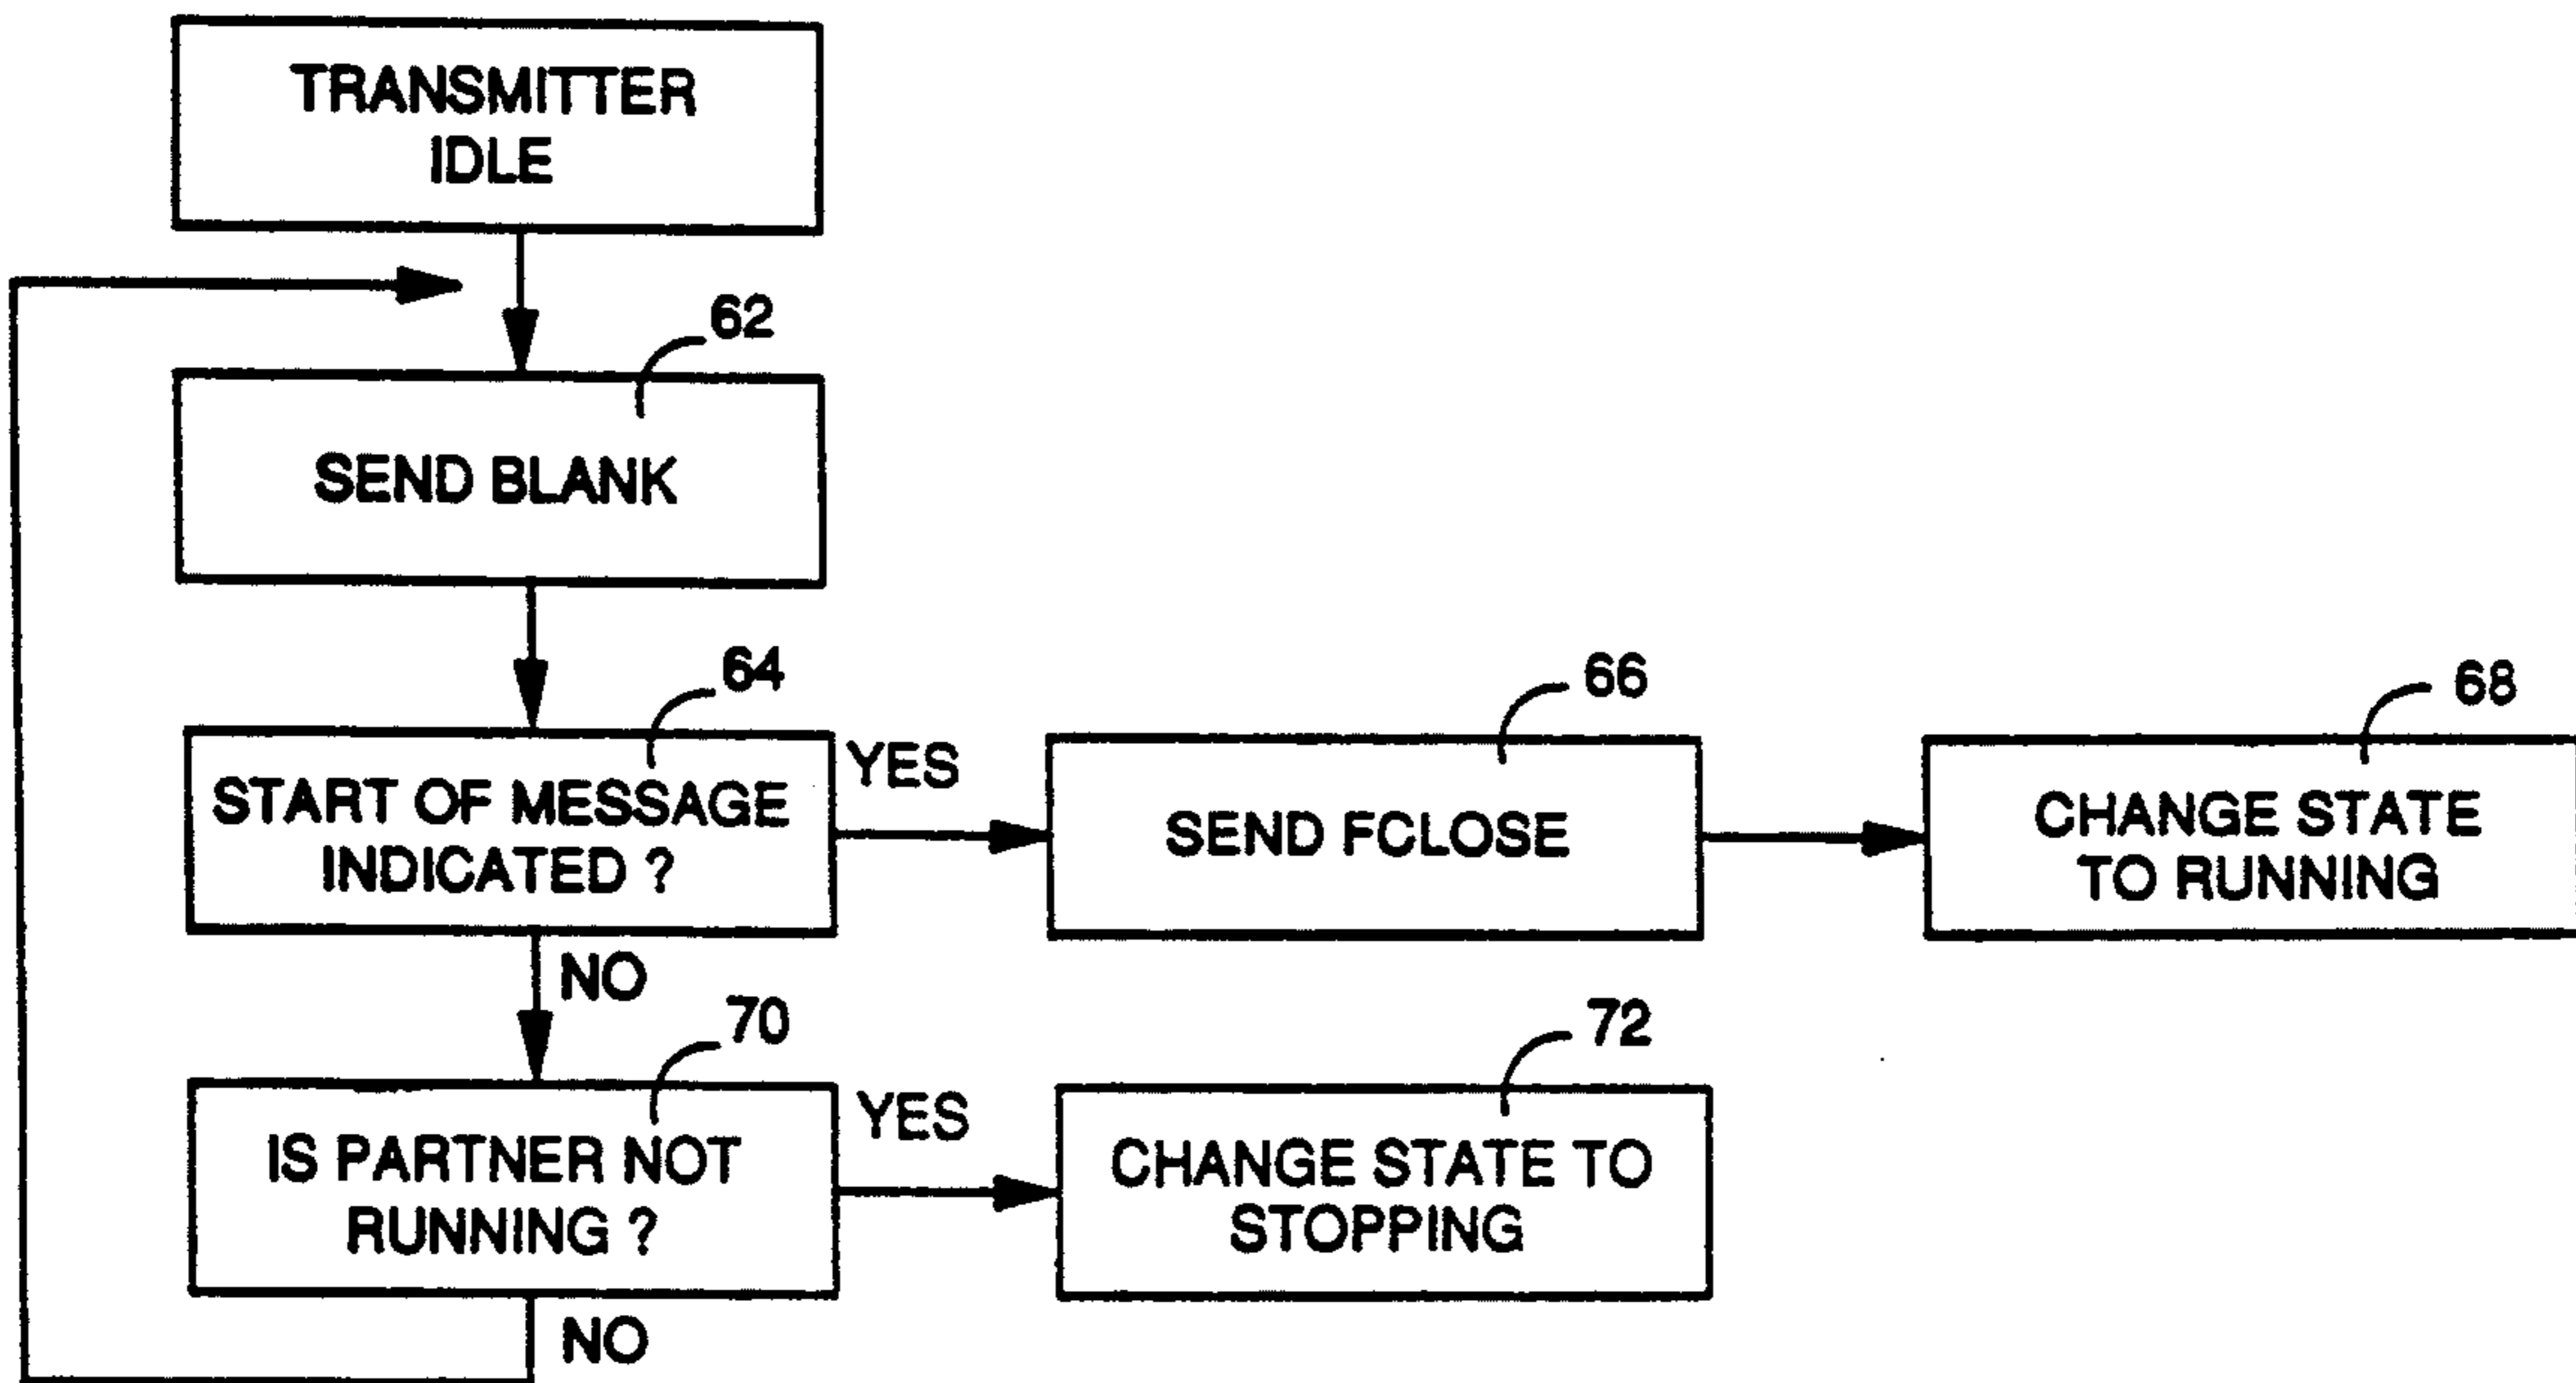 TRANSMITTER
IDLE
62
SEND BLANK
64
START OF MESSAGE
INDICATED ?
YES
66
SEND FCLOSE
68
CHANGE STATE
TO RUNNING
NO
70
IS PARTNER NOT
RUNNING ?
YES
72
CHANGE STATE TO
STOPPING
NO